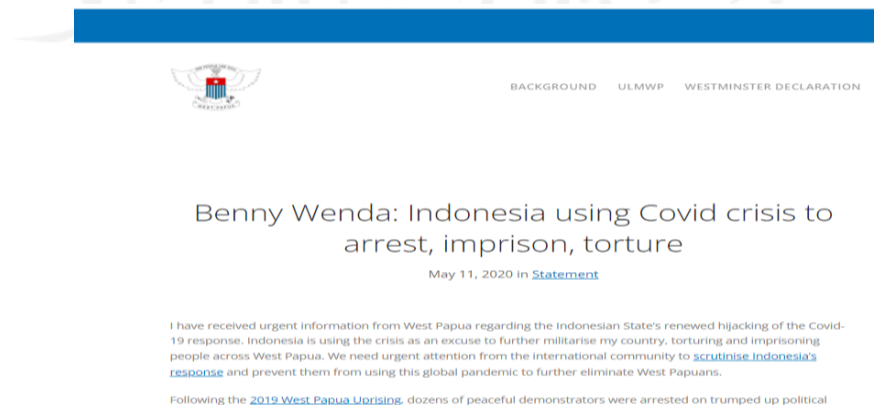 BACKGROUND ULMWP WESTMINSTER DECLARATION
WEST PAPUA
Benny Wenda: Indonesia using Covid crisis to
arrest, imprison, torture
May 11, 2020 in Statement
I have received urgent information from West Papua regarding the Indonesian State's renewed hijacking of the Covid-
19 response. Indonesia is using the crisis as an excuse to further militarise my country, torturing and imprisoning
people across West Papua. We need urgent attention from the international community to scrutinise Indonesia's
response and prevent them from using this global pandemic to further eliminate West Papuans.
Following the 2019 West Papua Uprising, dozens of peaceful demonstrators were arrested on trumped up political